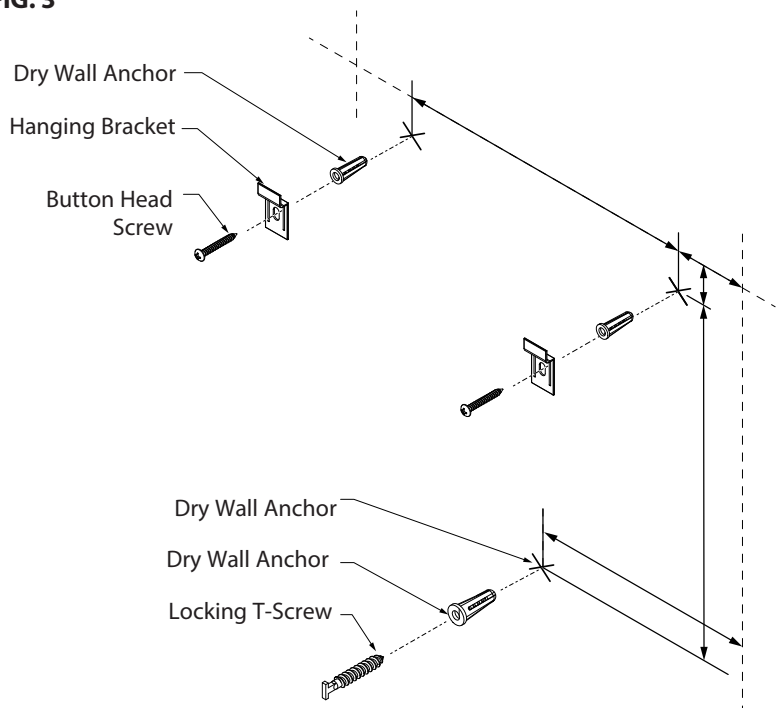 FIG. 3
Dry Wall Anchor
Hanging Bracket
Button Head
Screw
Dry Wall Anchor
Dry Wall Anchor
Locking T-Screw